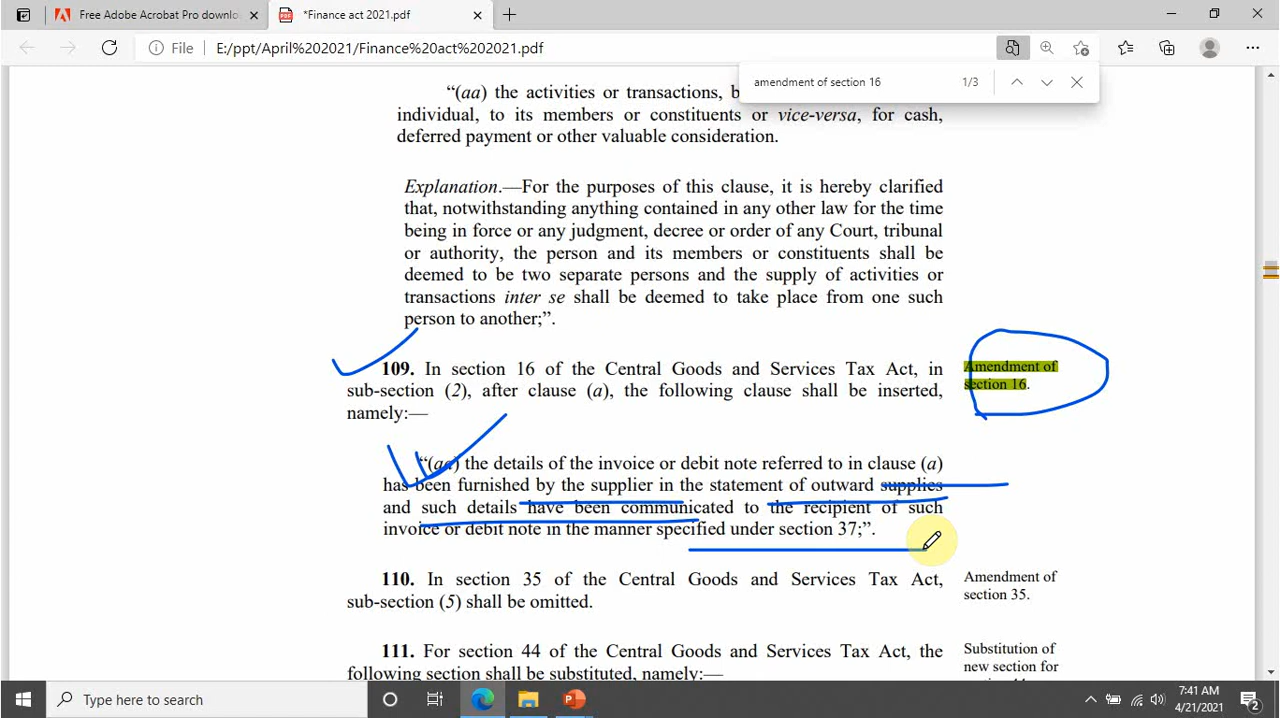 Free Adobe Acrobat Pro downlo
*Finance act 2021.pdf
File E:/ppt/April%202021/Finance%20act%202021.pdf
amendment of section 16 1/3
“(aa) the activities or transactions, b
individual, to its members or constituents or vice-versa, for cash,
deferred payment or other valuable consideration.
Explanation.—For the purposes of this clause, it is hereby clarified
that, notwithstanding anything contained in any other law for the time
being in force or any judgment, decree or order of any Court, tribunal
or authority, the person and its members or constituents shall be
deemed to be two separate persons and the supply of activities or
transactions inter se shall be deemed to take place from one such
person to another;”.
109. In section 16 of the Central Goods and Services Tax Act, in
sub-section (2), after clause (a), the following clause shall be inserted,
namely:—
Amendment of
section 16.
“(aa) the details of the invoice or debit note referred to in clause (a)
has been furnished by the supplier in the statement of outward supplies
and such details have been communicated to the recipient of such
invoice or debit note in the manner specified under section 37;”.
110. In section 35 of the Central Goods and Services Tax Act,
sub-section (5) shall be omitted.
Amendment of
section 35.
111. For section 44 of the Central Goods and Services Tax Act, the
following section shall be substituted, namely:—
Substitution of
new section for
Type here to search
7:41 AM
4/21/2021
2